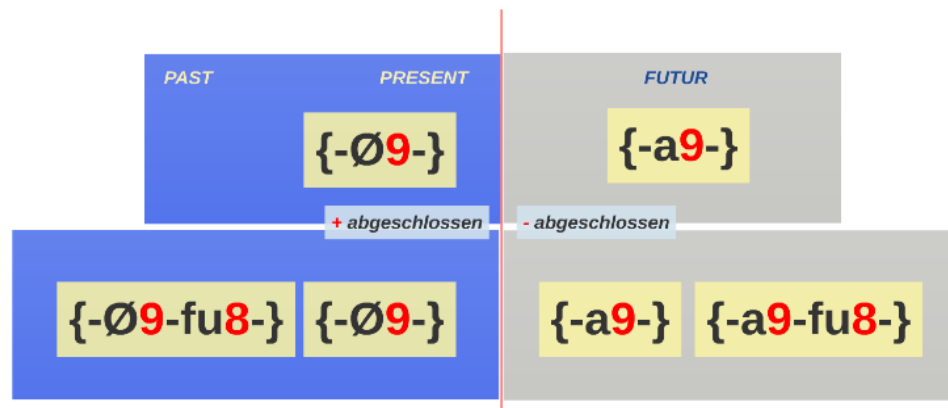 PAST PRESENT FUTUR
{-Ø9-} {-a9-}
+ abgeschlossen - abgeschlossen
{-Ø9-fu8-} {-Ø9-} {-a9-} {-a9-fu8-}